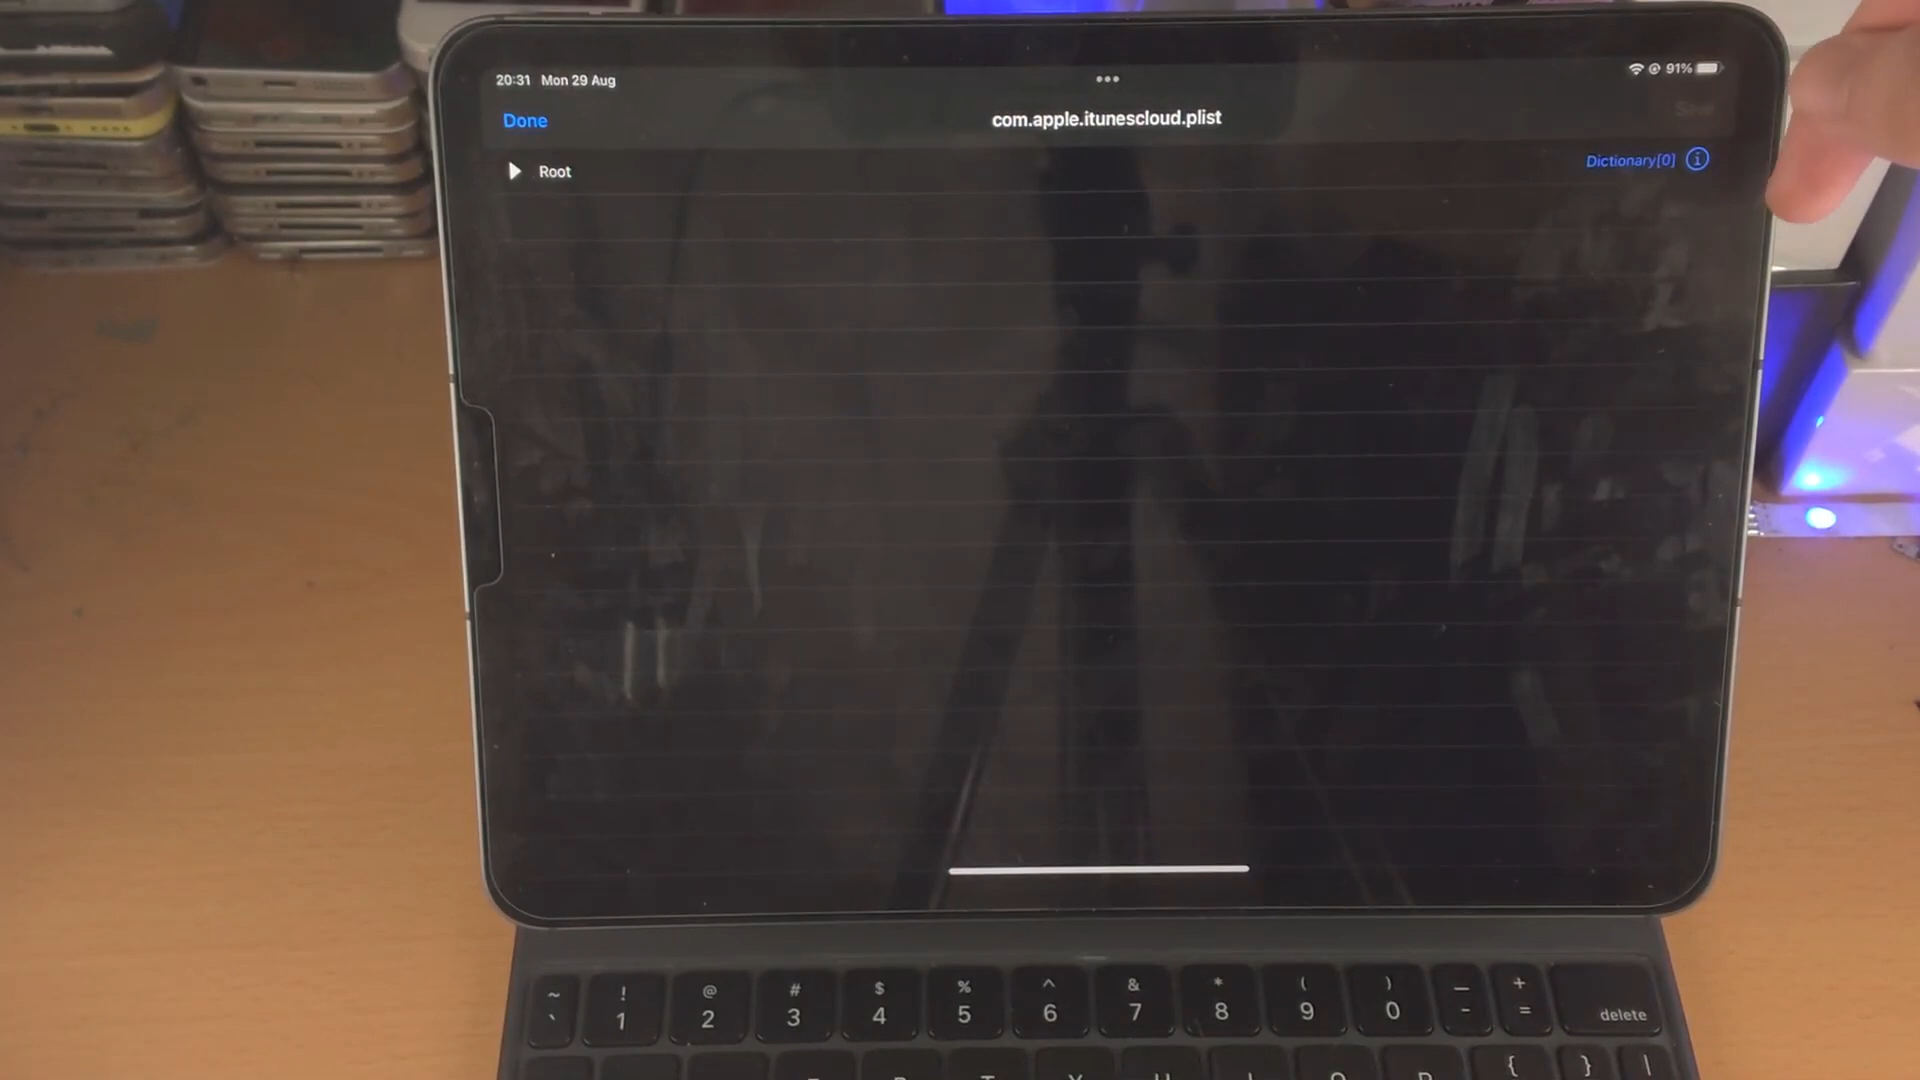 20:31 Mon 29 Aug
91%
Done
com.apple.itunescloud.plist
Save
Root
Dictionary[0]
~ ! @ # $ % ^ & * ( ) _ +
` 1 2 3 4 5 6 7 8 9 0 - = delete
{ } |